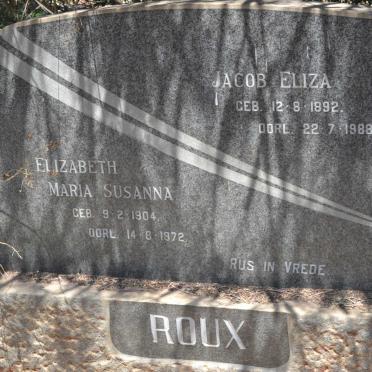 JACOB ELIZA
GEB. 12-8-1892.
OORL. 22-7-1988
ELIZABETH
MARIA SUSANNA
GEB. 9-2-1904.
OORL. 14-8-1972.
RUS IN VREDE.
ROUX